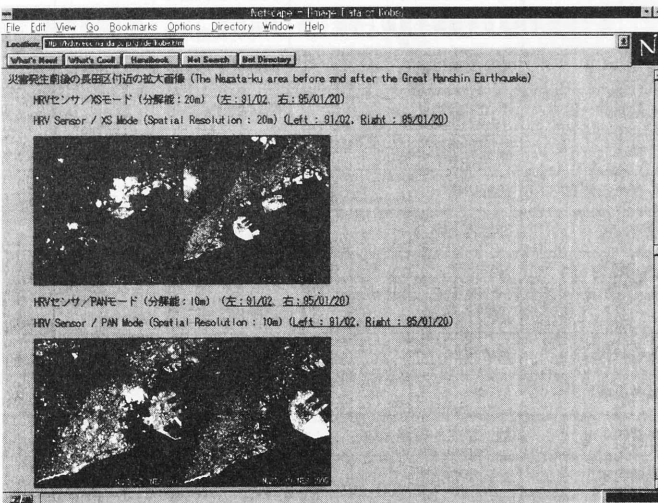 Netscape - [Image Data of Kobe]
File Edit View Go Bookmarks Options Directory Window Help
Location:
What's New! What's Cool! Handbook Net Search Net Directory
災害発生前後の長田区付近の拡大画像 (The Nagata-ku area before and after the Great Hanshin Earthquake)
HRVセンサ/XSモード (分解能：20m) (左：91/02, 右：95/01/20)
HRV Sensor / XS Mode (Spatial Resolution : 20m) (Left : 91/02, Right : 95/01/20)
HRVセンサ/PANモード (分解能：10m) (左：91/02, 右：95/01/20)
HRV Sensor / PAN Mode (Spatial Resolution : 10m) (Left : 91/02, Right : 95/01/20)